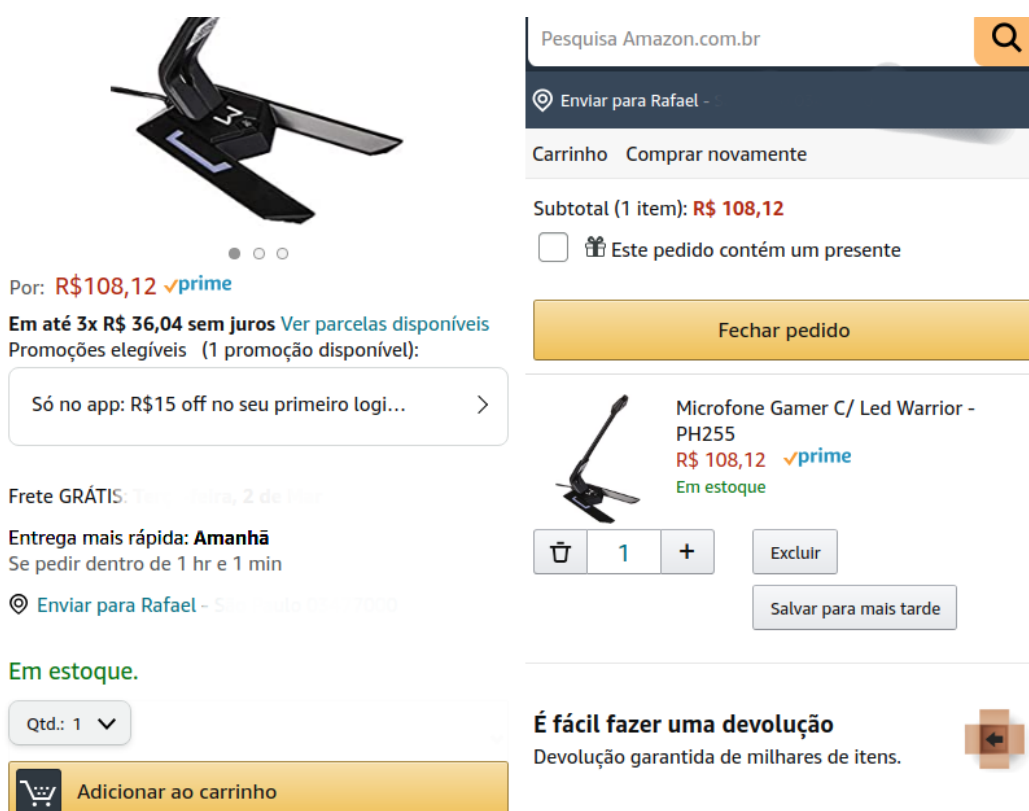 Por: R$108,12 prime
Em até 3x R$ 36,04 sem juros Ver parcelas disponíveis
Promoções elegíveis (1 promoção disponível):
Só no app: R$15 off no seu primeiro logi...
Frete GRÁTIS:
Entrega mais rápida: Amanhã
Se pedir dentro de 1 hr e 1 min
Enviar para Rafael -
Em estoque.
Qtd.: 1
Adicionar ao carrinho
Pesquisa Amazon.com.br
Enviar para Rafael -
Carrinho Comprar novamente
Subtotal (1 item): R$ 108,12
Este pedido contém um presente
Fechar pedido
Microfone Gamer C/ Led Warrior -
PH255
R$ 108,12 prime
Em estoque
1
Excluir
Salvar para mais tarde
É fácil fazer uma devolução
Devolução garantida de milhares de itens.